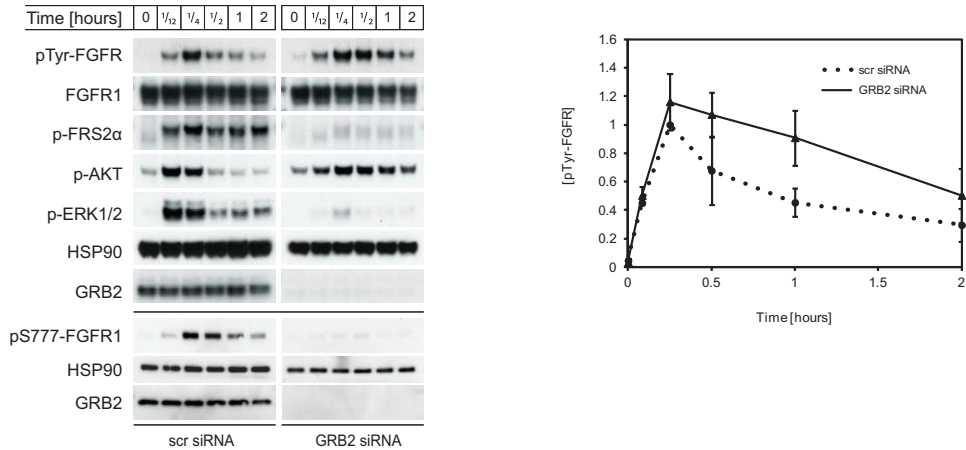 Time [hours] 0 1/12 1/4 1/2 1 2 0 1/12 1/4 1/2 1 2
pTyr-FGFR
FGFR1
p-FRS2α
p-AKT
p-ERK1/2
HSP90
GRB2
pS777-FGFR1
HSP90
GRB2
scr siRNA GRB2 siRNA
1.6
1.4
1.2
1
0.8
0.6
0.4
0.2
0
[pTyr-FGFR]
scr siRNA
GRB2 siRNA
0 0.5 1 1.5 2
Time [hours]